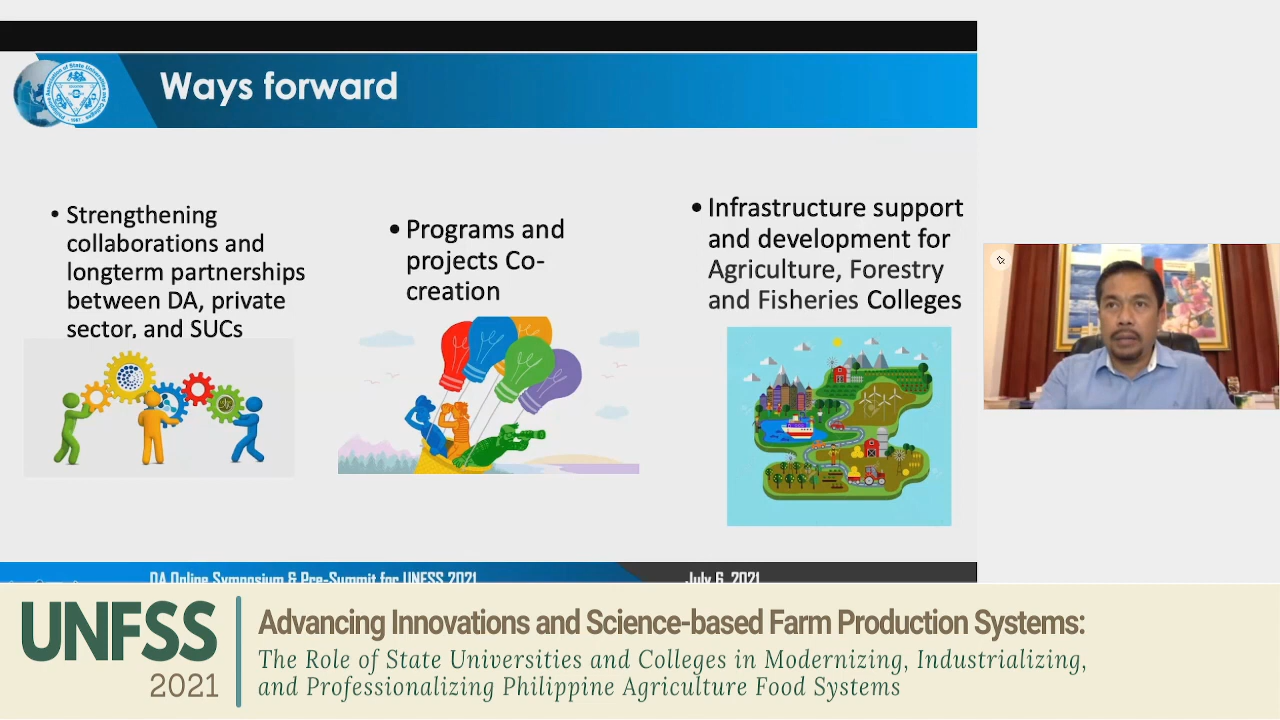 Ways forward
• Strengthening
collaborations and
longterm partnerships
between DA, private
sector, and SUCs
• Programs and
projects Co-
creation
• Infrastructure support
and development for
Agriculture, Forestry
and Fisheries Colleges
DA Online Symposium & Pre-Summit for UNFSS 2021
July 6, 2021
UNFSS
2021
Advancing Innovations and Science-based Farm Production Systems:
The Role of State Universities and Colleges in Modernizing, Industrializing,
and Professionalizing Philippine Agriculture Food Systems